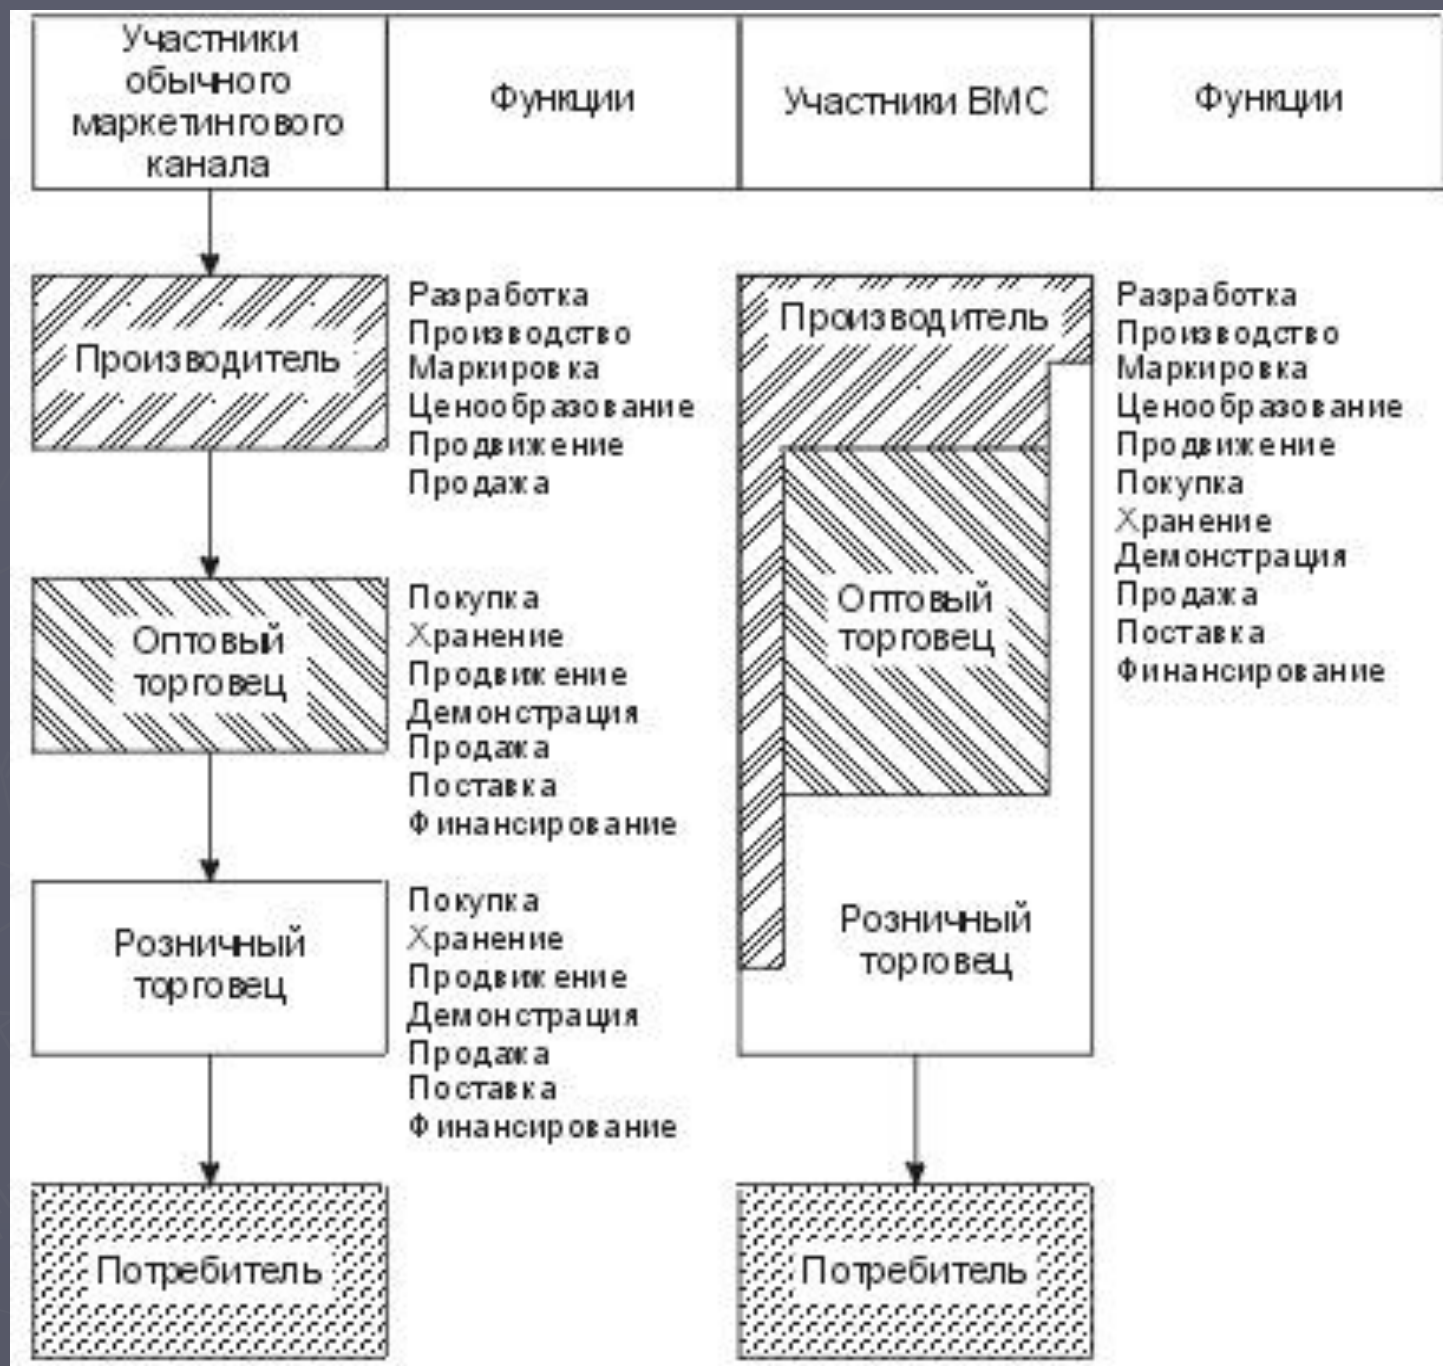 Участники
обычного
маркетингового
канала
Функции
Участники ВМС
Функции
Производитель
Разработка
Производство
Маркировка
Ценообразование
Продвижение
Продажа
Оптовый
торговец
Покупка
Хранение
Продвижение
Демонстрация
Продажа
Поставка
Финансирование
Розничный
торговец
Покупка
Хранение
Продвижение
Демонстрация
Продажа
Поставка
Финансирование
Потребитель
Производитель
Оптовый
торговец
Розничный
торговец
Разработка
Производство
Маркировка
Ценообразование
Продвижение
Покупка
Хранение
Демонстрация
Продажа
Поставка
Финансирование
Потребитель